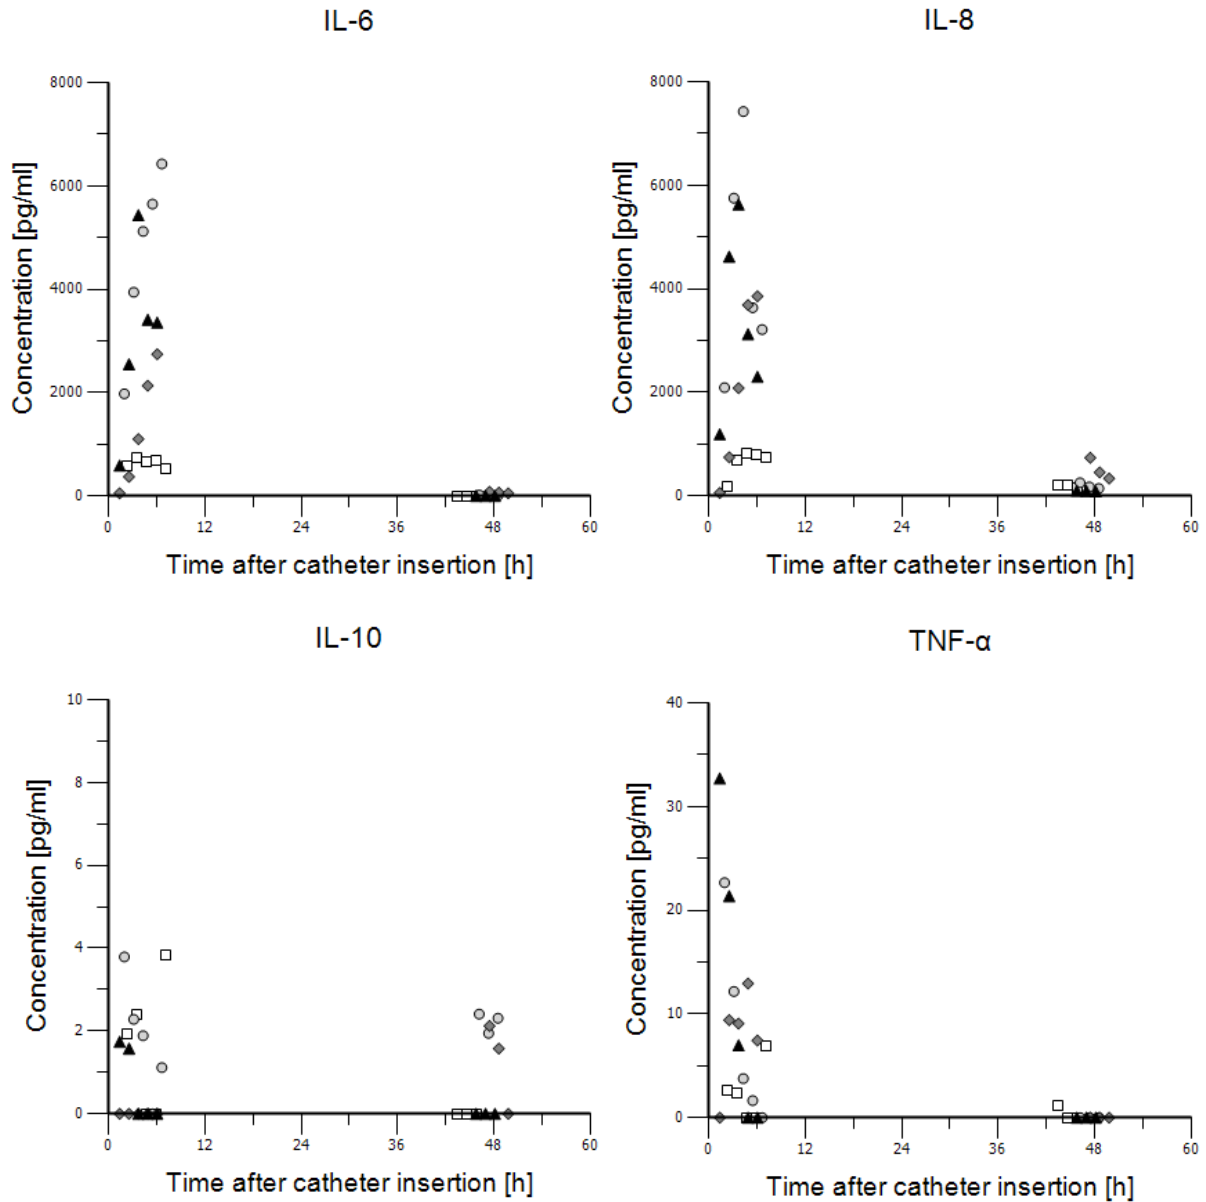 IL-6
IL-8
Concentration [pg/ml]
8000
6000
4000
2000
0
0 12 24 36 48 60
Time after catheter insertion [h]
Concentration [pg/ml]
8000
6000
4000
2000
0
0 12 24 36 48 60
Time after catheter insertion [h]
IL-10
TNF-α
Concentration [pg/ml]
10
8
6
4
2
0
0 12 24 36 48 60
Time after catheter insertion [h]
Concentration [pg/ml]
40
30
20
10
0
0 12 24 36 48 60
Time after catheter insertion [h]